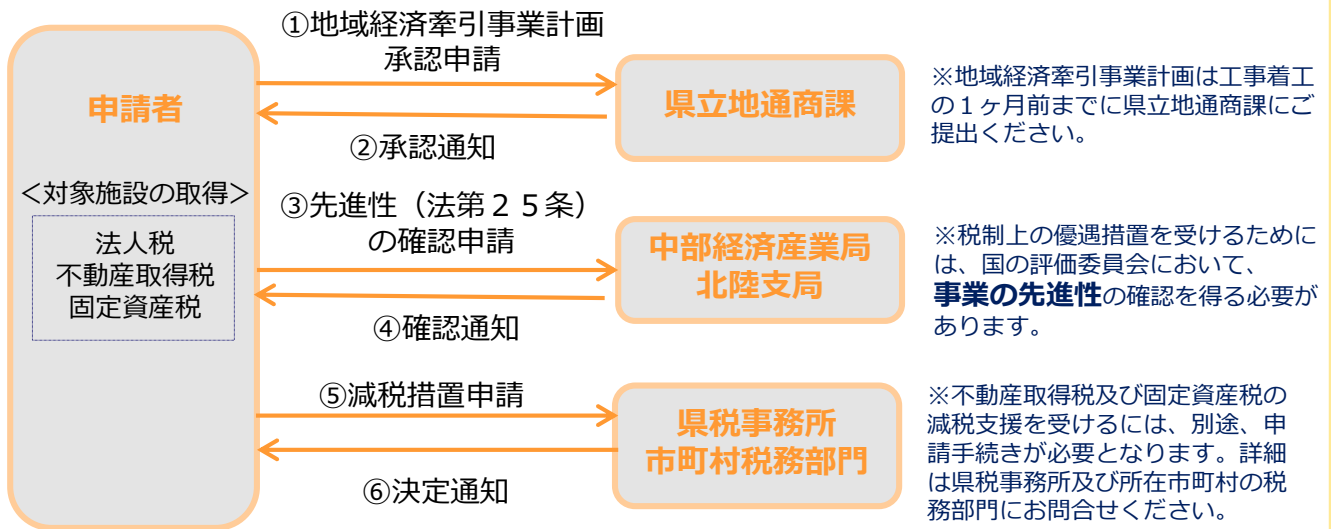 ①地域経済牽引事業計画
承認申請
申請者
県立地通商課
※地域経済牽引事業計画は工事着工
の１ヶ月前までに県立地通商課にご
提出ください。
②承認通知
＜対象施設の取得＞
法人税
不動産取得税
固定資産税
③先進性（法第２５条）
の確認申請
中部経済産業局
北陸支局
※税制上の優遇措置を受けるために
は、国の評価委員会において、
事業の先進性の確認を得る必要が
あります。
④確認通知
⑤減税措置申請
県税事務所
市町村税務部門
※不動産取得税及び固定資産税の
減税支援を受けるには、別途、申
請手続きが必要となります。詳細
は県税事務所及び所在市町村の税
務部門にお問合せください。
⑥決定通知